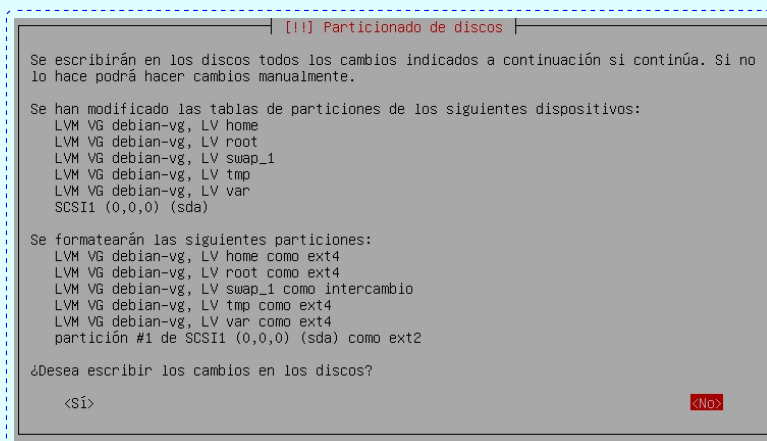 [!!] Particionado de discos
Se escribirán en los discos todos los cambios indicados a continuación si continúa. Si no
lo hace podrá hacer cambios manualmente.
Se han modificado las tablas de particiones de los siguientes dispositivos:
LVM VG debian-vg, LV home
LVM VG debian-vg, LV root
LVM VG debian-vg, LV swap_1
LVM VG debian-vg, LV tmp
LVM VG debian-vg, LV var
SCSI1 (0,0,0) (sda)
Se formatearán las siguientes particiones:
LVM VG debian-vg, LV home como ext4
LVM VG debian-vg, LV root como ext4
LVM VG debian-vg, LV swap_1 como intercambio
LVM VG debian-vg, LV tmp como ext4
LVM VG debian-vg, LV var como ext4
partición #1 de SCSI1 (0,0,0) (sda) como ext2
¿Desea escribir los cambios en los discos?
<Sí> <No>